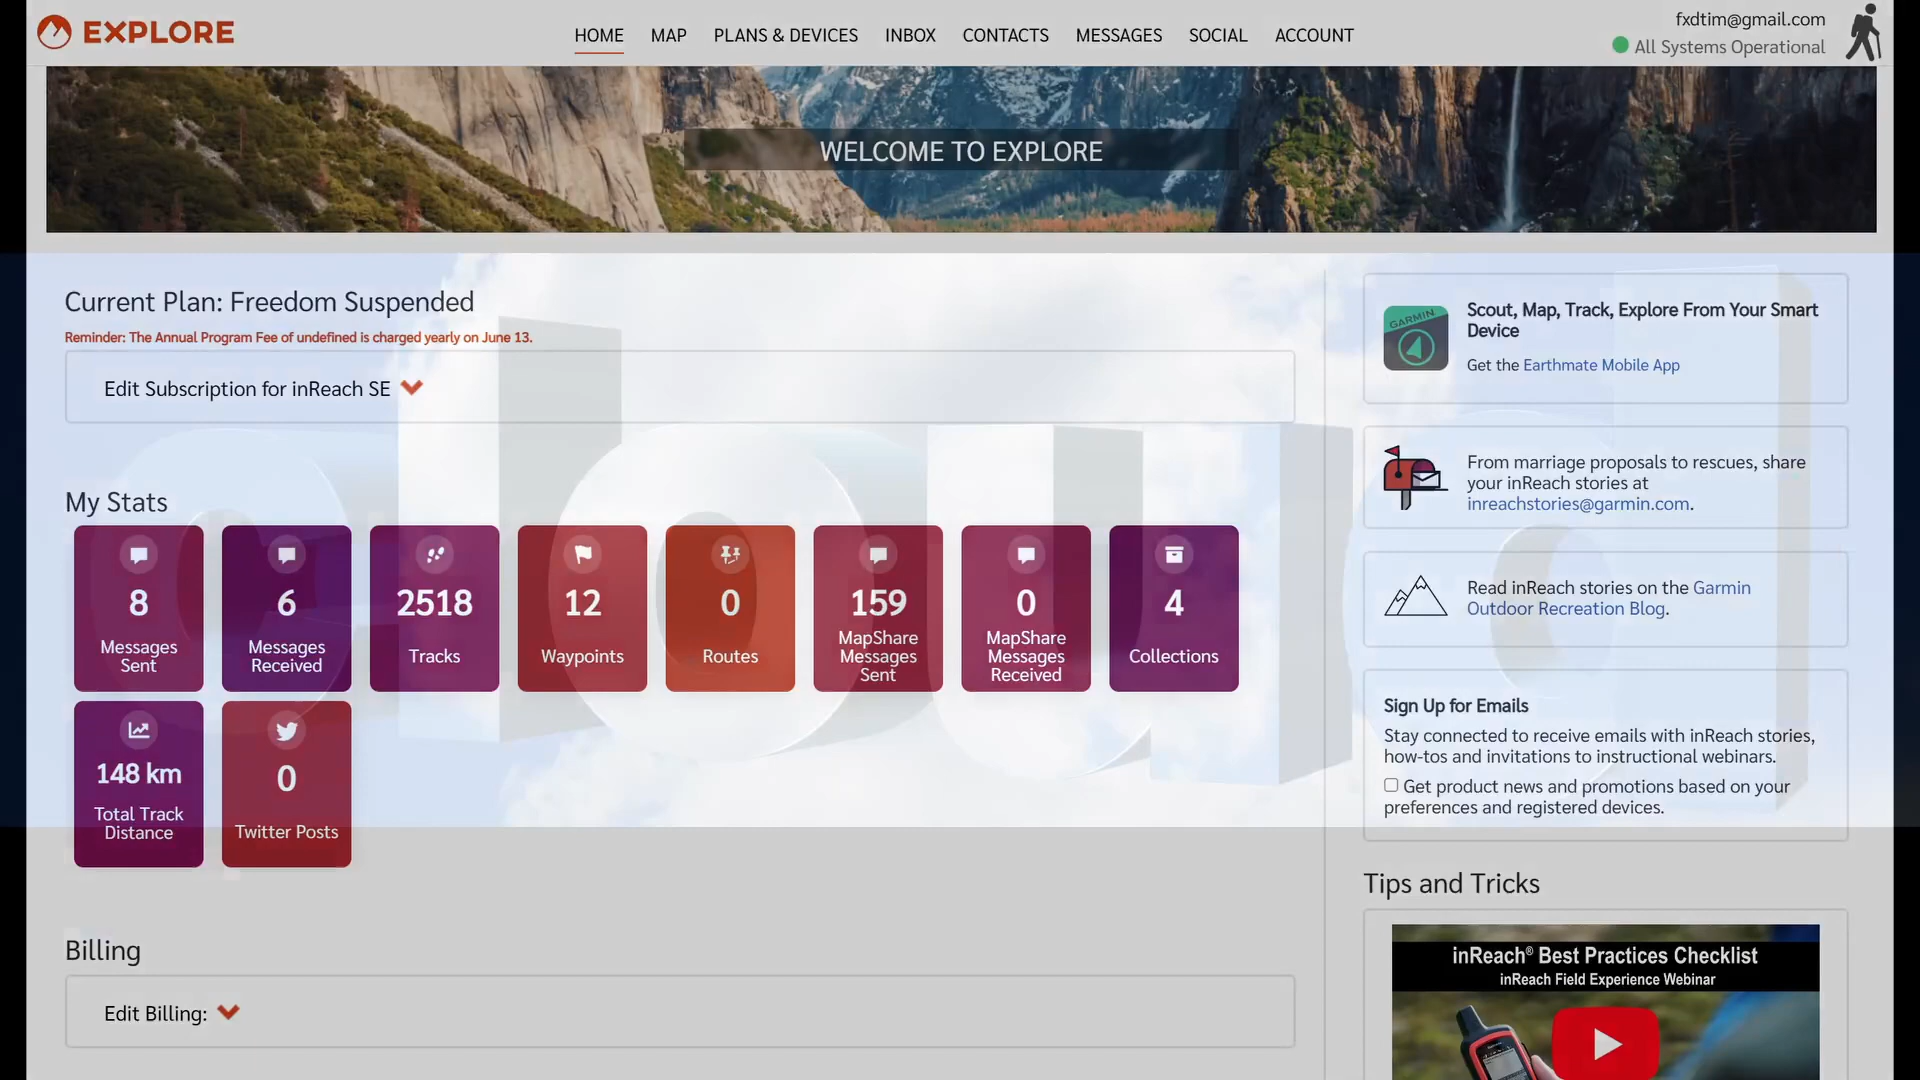 EXPLORE
HOME MAP PLANS & DEVICES INBOX CONTACTS MESSAGES SOCIAL ACCOUNT
fxdtim@gmail.com
All Systems Operational
WELCOME TO EXPLORE
Current Plan: Freedom Suspended
Reminder: The Annual Program Fee of undefined is charged yearly on June 13.
Edit Subscription for inReach SE
My Stats
8
Messages
Sent
6
Messages
Received
2518
Tracks
12
Waypoints
0
Routes
159
MapShare
Messages
Sent
0
MapShare
Messages
Received
4
Collections
148 km
Total Track
Distance
0
Twitter Posts
Billing
Edit Billing:
GARMIN
Scout, Map, Track, Explore From Your Smart
Device
Get the Earthmate Mobile App
From marriage proposals to rescues, share
your inReach stories at
inreachstories@garmin.com.
Read inReach stories on the Garmin
Outdoor Recreation Blog.
Sign Up for Emails
Stay connected to receive emails with inReach stories,
how-tos and invitations to instructional webinars.
Get product news and promotions based on your
preferences and registered devices.
Tips and Tricks
inReach® Best Practices Checklist
inReach Field Experience Webinar
cloud